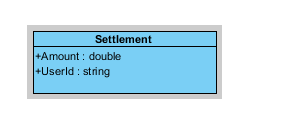 Settlement
+Amount : double
+UserId : string